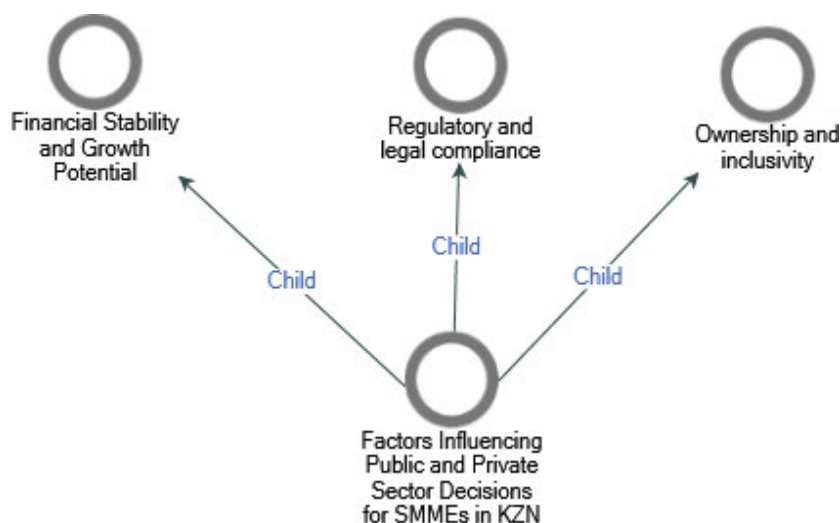 Financial Stability
and Growth
Potential
Regulatory and
legal compliance
Ownership and
inclusivity
Child
Child
Child
Factors Influencing
Public and Private
Sector Decisions
for SMMEs in KZN